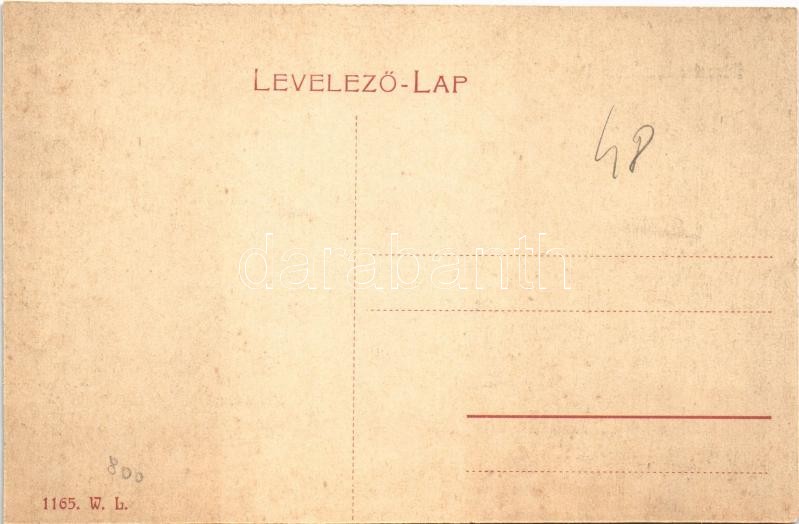 LEVELEZŐ-LAP
48
darabanth
800
1165. W. L.